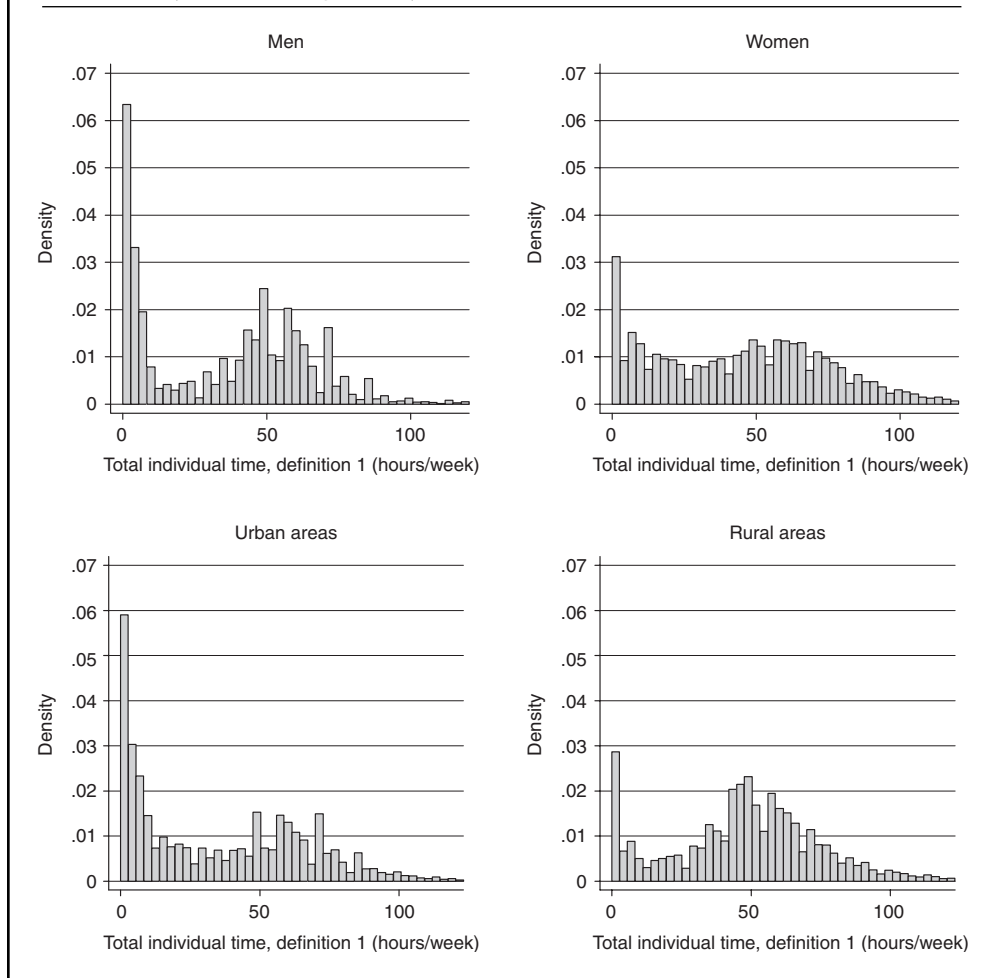 Men
Women
.07
.06
.05
.04
.03
.02
.01
0
Density
0 50 100
Total individual time, definition 1 (hours/week)
.07
.06
.05
.04
.03
.02
.01
0
Density
0 50 100
Total individual time, definition 1 (hours/week)
Urban areas
Rural areas
.07
.06
.05
.04
.03
.02
.01
0
Density
0 50 100
Total individual time, definition 1 (hours/week)
.07
.06
.05
.04
.03
.02
.01
0
Density
0 50 100
Total individual time, definition 1 (hours/week)